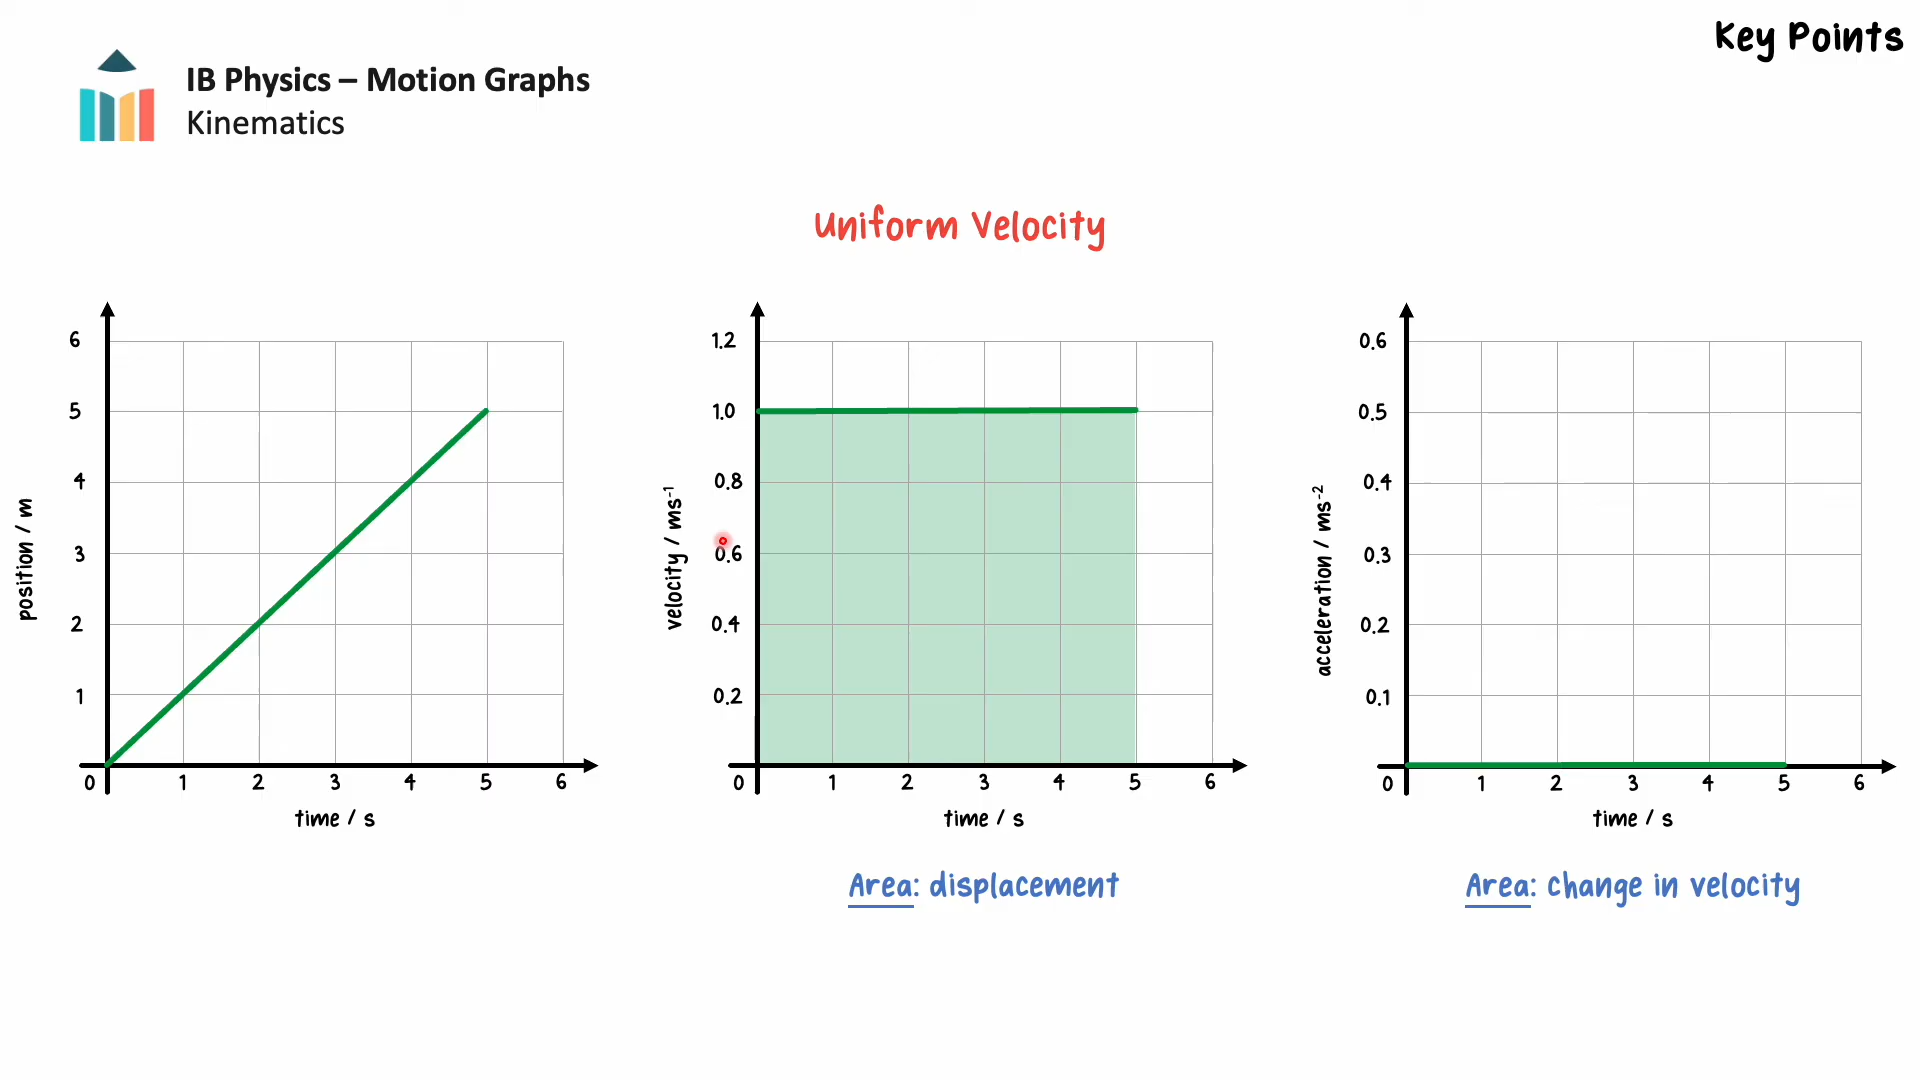 Key Points
IB Physics – Motion Graphs
Kinematics
Uniform Velocity
6
5
4
3
2
1
0
1 2 3 4 5 6
position / m
time / s
1.2
1.0
0.8
0.6
0.4
0.2
0
1 2 3 4 5 6
velocity / ms⁻¹
time / s
Area: displacement
0.6
0.5
0.4
0.3
0.2
0.1
0
1 2 3 4 5 6
acceleration / ms⁻²
time / s
Area: change in velocity